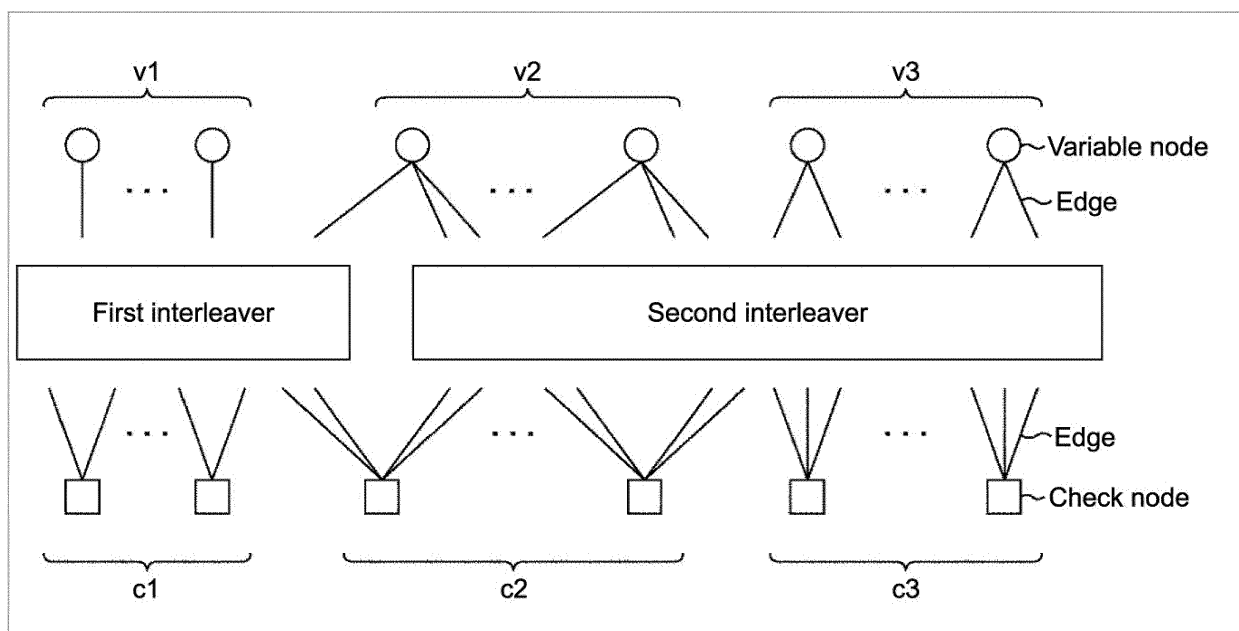 v1
v2
v3
Variable node
Edge
First interleaver
Second interleaver
Edge
Check node
c1
c2
c3